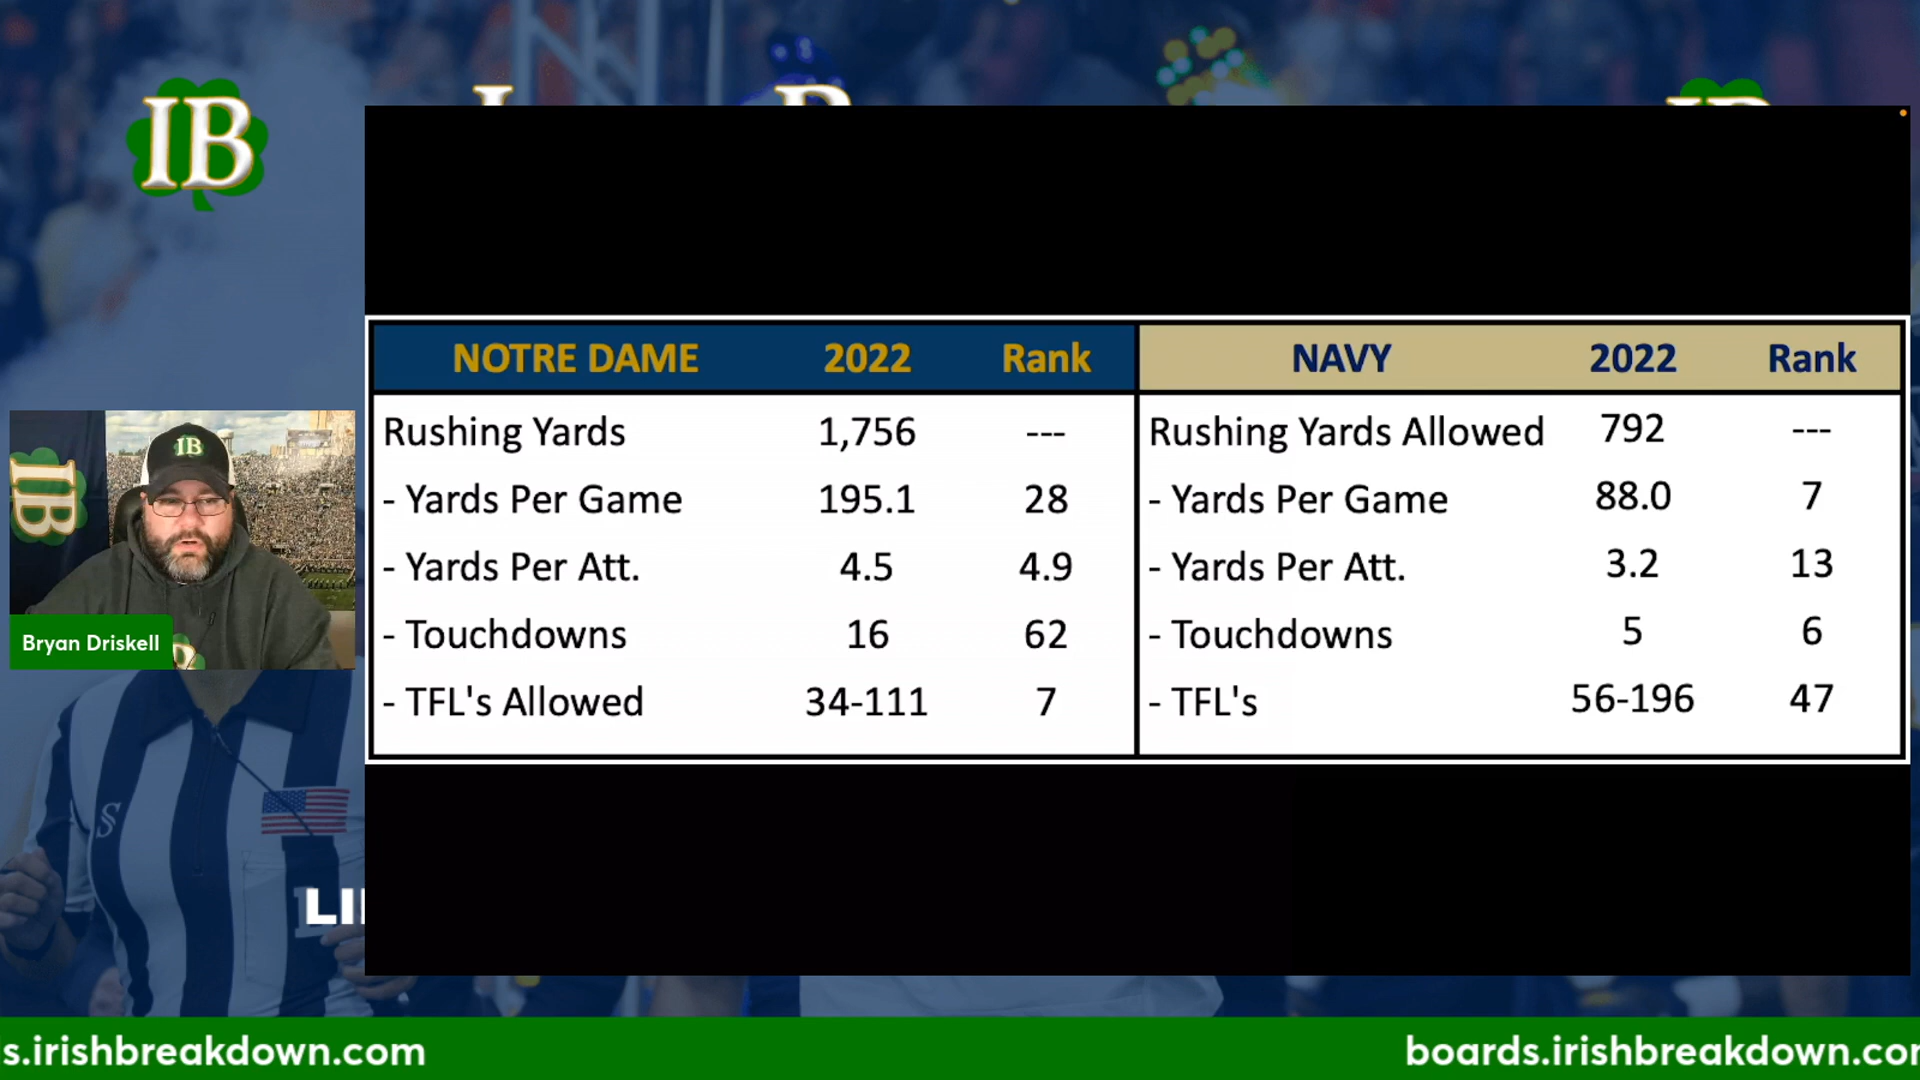 IB
IB
NOTRE DAME 2022 Rank NAVY 2022 Rank
Rushing Yards 1,756 --- Rushing Yards Allowed 792 ---
- Yards Per Game 195.1 28 - Yards Per Game 88.0 7
- Yards Per Att. 4.5 4.9 - Yards Per Att. 3.2 13
- Touchdowns 16 62 - Touchdowns 5 6
- TFL's Allowed 34-111 7 - TFL's 56-196 47
IB
IB
Bryan Driskell
S
LI
s.irishbreakdown.com boards.irishbreakdown.co